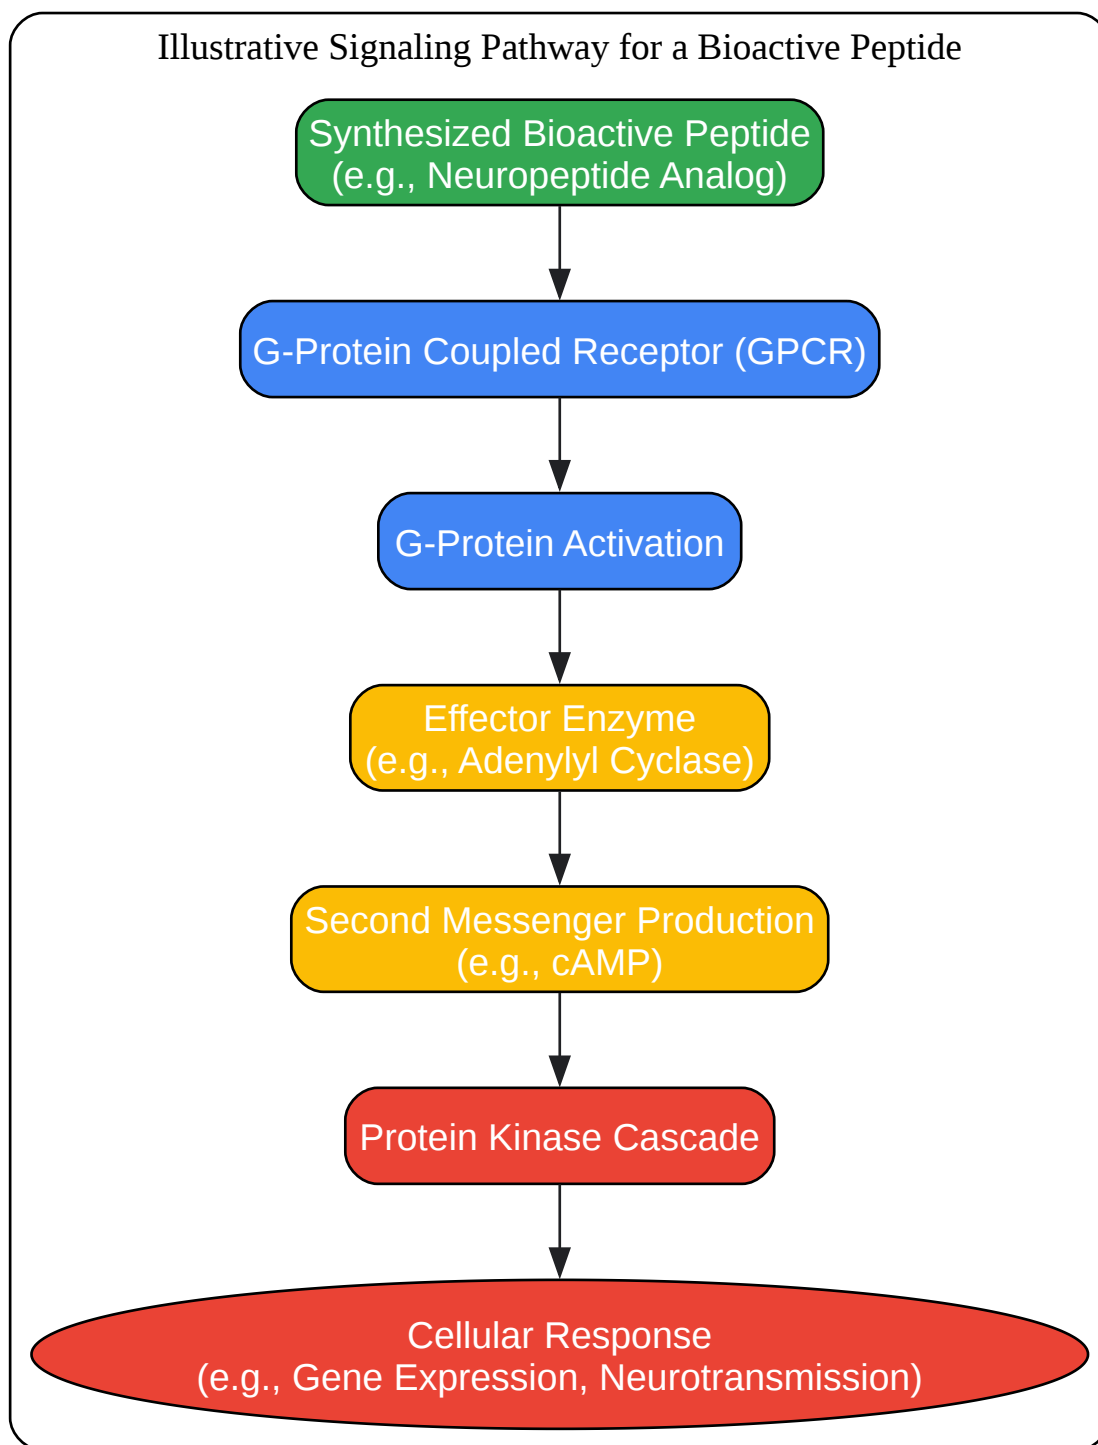 Illustrative Signaling Pathway for a Bioactive Peptide
Synthesized Bioactive Peptide
(e.g., Neuropeptide Analog)
G-Protein Coupled Receptor (GPCR)
G-Protein Activation
Effector Enzyme
(e.g., Adenylyl Cyclase)
Second Messenger Production
(e.g., cAMP)
Protein Kinase Cascade
Cellular Response
(e.g., Gene Expression, Neurotransmission)